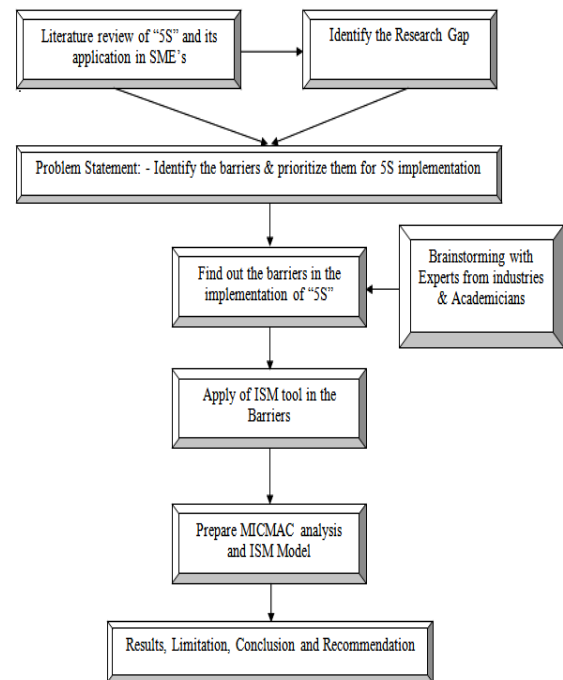 Literature review of “5S” and its
application in SME’s
Identify the Research Gap
Problem Statement: - Identify the barriers & prioritize them for 5S implementation
Find out the barriers in the
implementation of “5S”
Brainstorming with
Experts from industries
& Academicians
Apply of ISM tool in the
Barriers
Prepare MICMAC analysis
and ISM Model
Results, Limitation, Conclusion and Recommendation